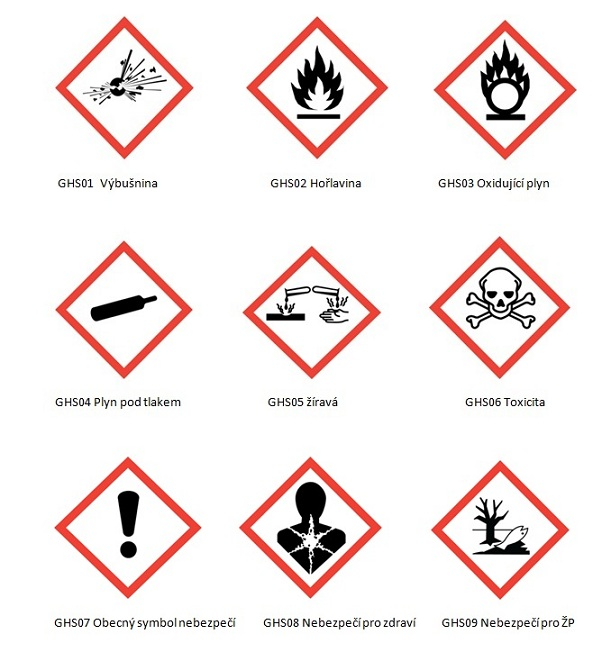 GHS01 Výbušnina
GHS02 Hořlavina
GHS03 Oxidující plyn
GHS04 Plyn pod tlakem
GHS05 žíravá
GHS06 Toxicita
GHS07 Obecný symbol nebezpečí
GHS08 Nebezpečí pro zdraví
GHS09 Nebezpečí pro ŽP